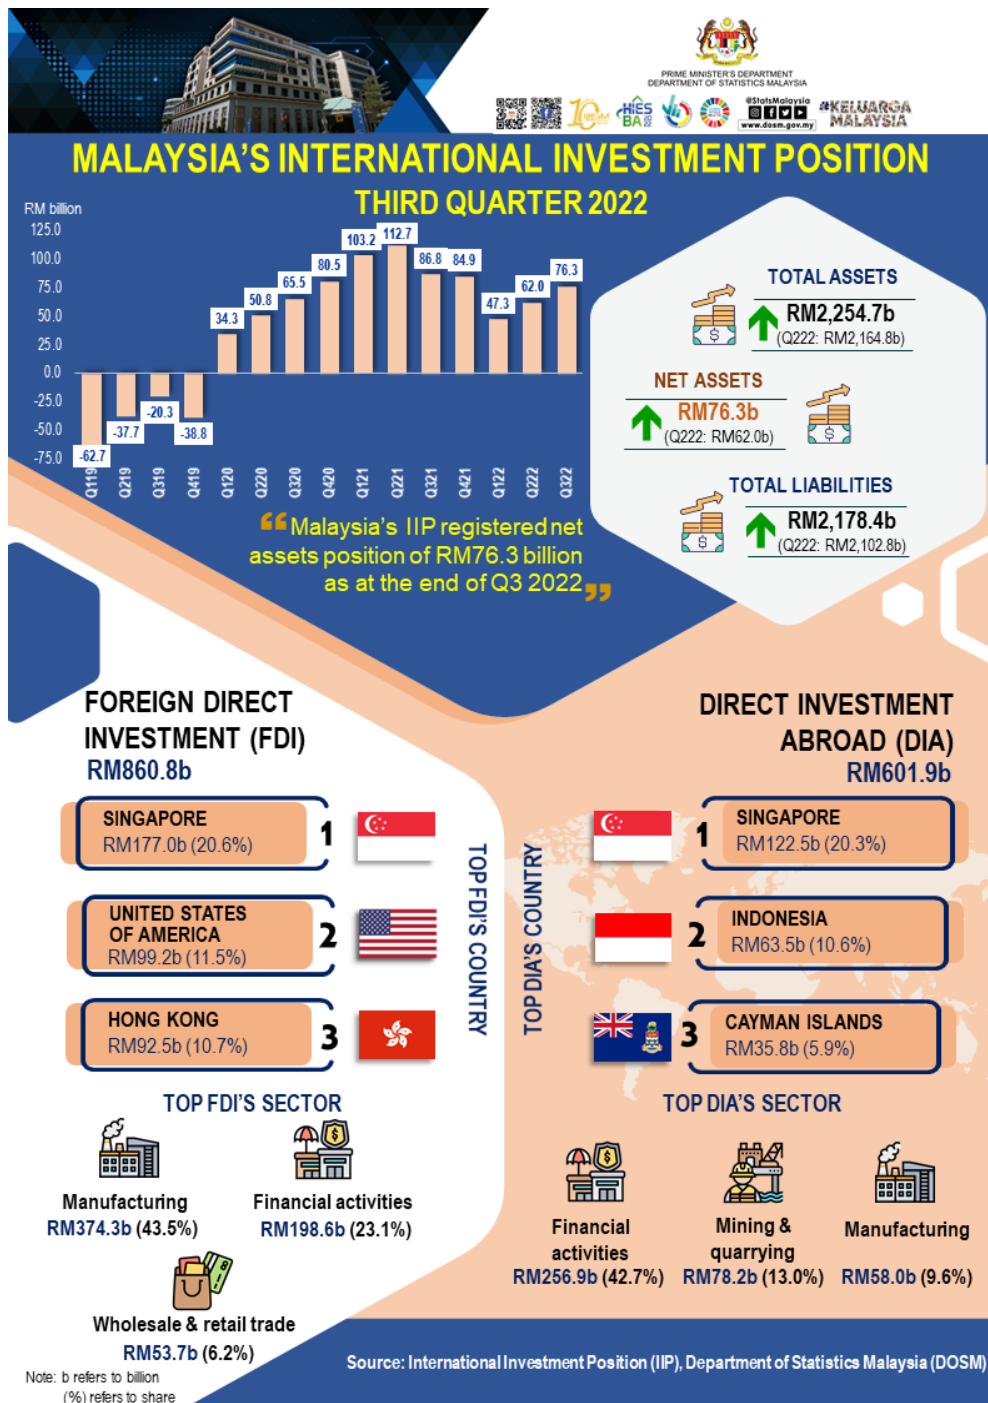 PRIME MINISTER'S DEPARTMENT
DEPARTMENT OF STATISTICS MALAYSIA
HIES
BA
@StatsMalaysia
www.dosm.gov.my
#KELUARGA
MALAYSIA
MALAYSIA'S INTERNATIONAL INVESTMENT POSITION
THIRD QUARTER 2022
RM billion
125.0
100.0
75.0
50.0
25.0
0.0
-25.0
-50.0
-75.0
-62.7
-37.7
-20.3
-38.8
34.3
50.8
65.5
80.5
103.2
112.7
86.8
84.9
47.3
62.0
76.3
Q119
Q219
Q319
Q419
Q120
Q220
Q320
Q420
Q121
Q221
Q321
Q421
Q122
Q222
Q322
“Malaysia's IIP registered net
assets position of RM76.3 billion
as at the end of Q3 2022”
TOTAL ASSETS
RM2,254.7b
(Q222: RM2,164.8b)
NET ASSETS
RM76.3b
(Q222: RM62.0b)
TOTAL LIABILITIES
RM2,178.4b
(Q222: RM2,102.8b)
FOREIGN DIRECT
INVESTMENT (FDI)
RM860.8b
SINGAPORE
RM177.0b (20.6%)
1
UNITED STATES
OF AMERICA
RM99.2b (11.5%)
2
HONG KONG
RM92.5b (10.7%)
3
TOP FDI'S COUNTRY
TOP FDI'S SECTOR
Manufacturing
RM374.3b (43.5%)
Financial activities
RM198.6b (23.1%)
Wholesale & retail trade
RM53.7b (6.2%)
Note: b refers to billion
(%) refers to share
DIRECT INVESTMENT
ABROAD (DIA)
RM601.9b
TOP DIA'S COUNTRY
1
SINGAPORE
RM122.5b (20.3%)
2
INDONESIA
RM63.5b (10.6%)
3
CAYMAN ISLANDS
RM35.8b (5.9%)
TOP DIA'S SECTOR
Financial
activities
RM256.9b (42.7%)
Mining &
quarrying
RM78.2b (13.0%)
Manufacturing
RM58.0b (9.6%)
Source: International Investment Position (IIP), Department of Statistics Malaysia (DOSM)